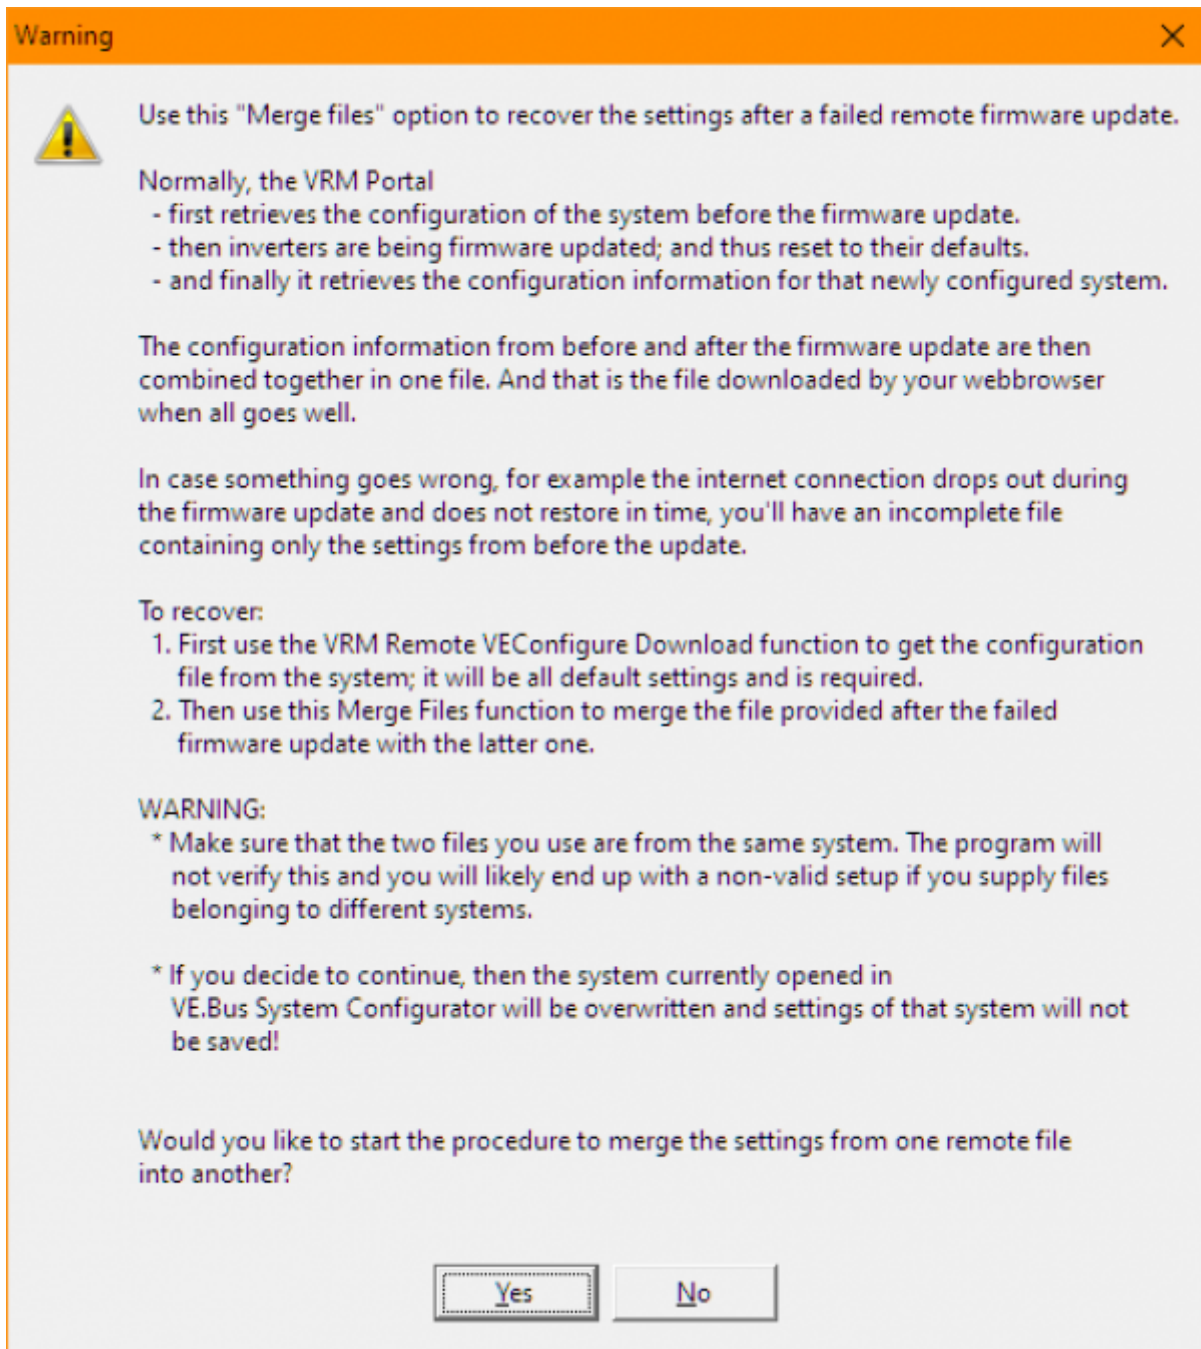 Warning
Use this "Merge files" option to recover the settings after a failed remote firmware update.
Normally, the VRM Portal
- first retrieves the configuration of the system before the firmware update.
- then inverters are being firmware updated; and thus reset to their defaults.
- and finally it retrieves the configuration information for that newly configured system.
The configuration information from before and after the firmware update are then
combined together in one file. And that is the file downloaded by your webbrowser
when all goes well.
In case something goes wrong, for example the internet connection drops out during
the firmware update and does not restore in time, you'll have an incomplete file
containing only the settings from before the update.
To recover:
1. First use the VRM Remote VEConfigure Download function to get the configuration
file from the system; it will be all default settings and is required.
2. Then use this Merge Files function to merge the file provided after the failed
firmware update with the latter one.
WARNING:
* Make sure that the two files you use are from the same system. The program will
not verify this and you will likely end up with a non-valid setup if you supply files
belonging to different systems.
* If you decide to continue, then the system currently opened in
VE.Bus System Configurator will be overwritten and settings of that system will not
be saved!
Would you like to start the procedure to merge the settings from one remote file
into another?
Yes No